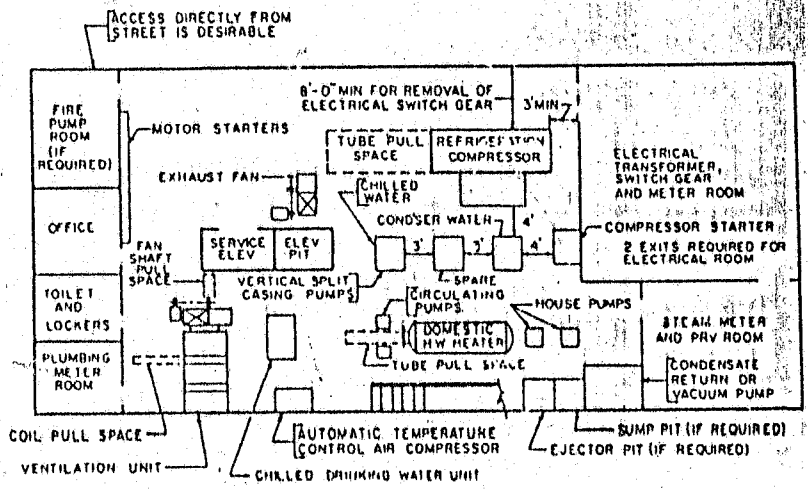 ACCESS DIRECTLY FROM
STREET IS DESIRABLE
8'-0" MIN FOR REMOVAL OF
ELECTRICAL SWITCH GEAR
3' MIN
FIRE
PUMP
ROOM
(IF
REQUIRED)
MOTOR STARTERS
TUBE PULL
SPACE
REFRIGERATION
COMPRESSOR
ELECTRICAL
TRANSFORMER,
SWITCH GEAR
AND METER ROOM
EXHAUST FAN
CHILLED
WATER
OFFICE
COND'SER WATER
4'
COMPRESSOR STARTER
FAN
SHAFT
PULL
SPACE
SERVICE
ELEV
ELEV
PIT
3'
3'
4'
2 EXITS REQUIRED FOR
ELECTRICAL ROOM
VERTICAL SPLIT
CASING PUMPS
SPARE
TOILET
AND
LOCKERS
CIRCULATING
PUMPS
HOUSE PUMPS
DOMESTIC
HW HEATER
STEAM METER
AND PRV ROOM
PLUMBING
METER
ROOM
TUBE PULL SPACE
CONDENSATE
RETURN OR
VACUUM PUMP
COIL PULL SPACE
AUTOMATIC TEMPERATURE
CONTROL AIR COMPRESSOR
SUMP PIT (IF REQUIRED)
EJECTOR PIT (IF REQUIRED)
VENTILATION UNIT
CHILLED DRINKING WATER UNIT